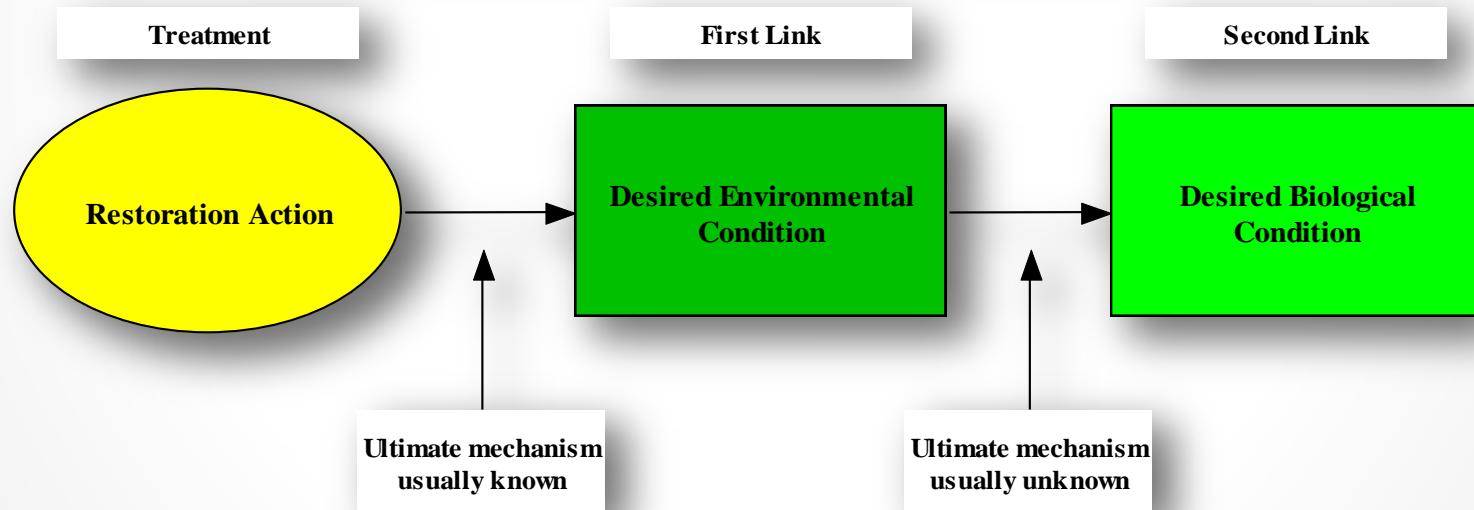 Treatment
First Link
Second Link
Restoration Action
Desired Environmental
Condition
Desired Biological
Condition
Ultimate mechanism
usually known
Ultimate mechanism
usually unknown